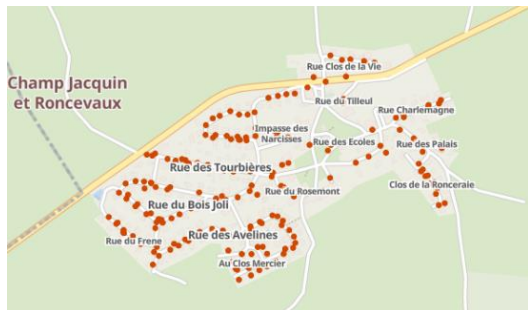 Rue Clos de la Vie
Champ Jacquin
et Roncevaux
Rue du Tilleul
Rue Charlemagne
Impasse des
Narcisses
Rue des Ecoles
Rue des Palais
Rue des Tourbières
Clos de la Ronceraie
Rue du Rosemont
Rue du Bois Joli
Rue du Frene
Rue des Avelines
Au Clos Mercier